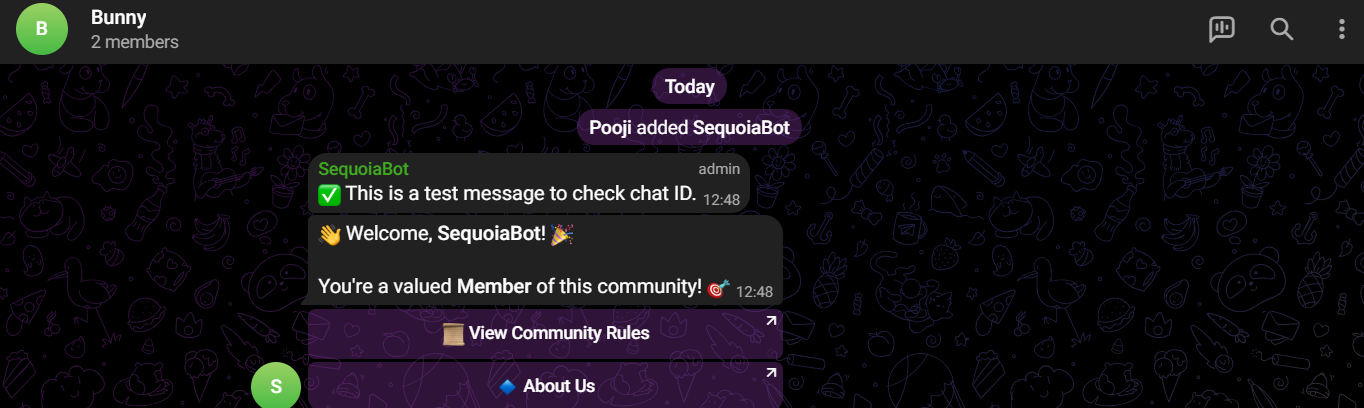 B
Bunny
2 members
Today
Pooji added SequoiaBot
SequoiaBot admin
✅ This is a test message to check chat ID. 12:48
👋 Welcome, SequoiaBot! 🎉
You're a valued Member of this community! 🎯 12:48
📜 View Community Rules
S
🔹 About Us